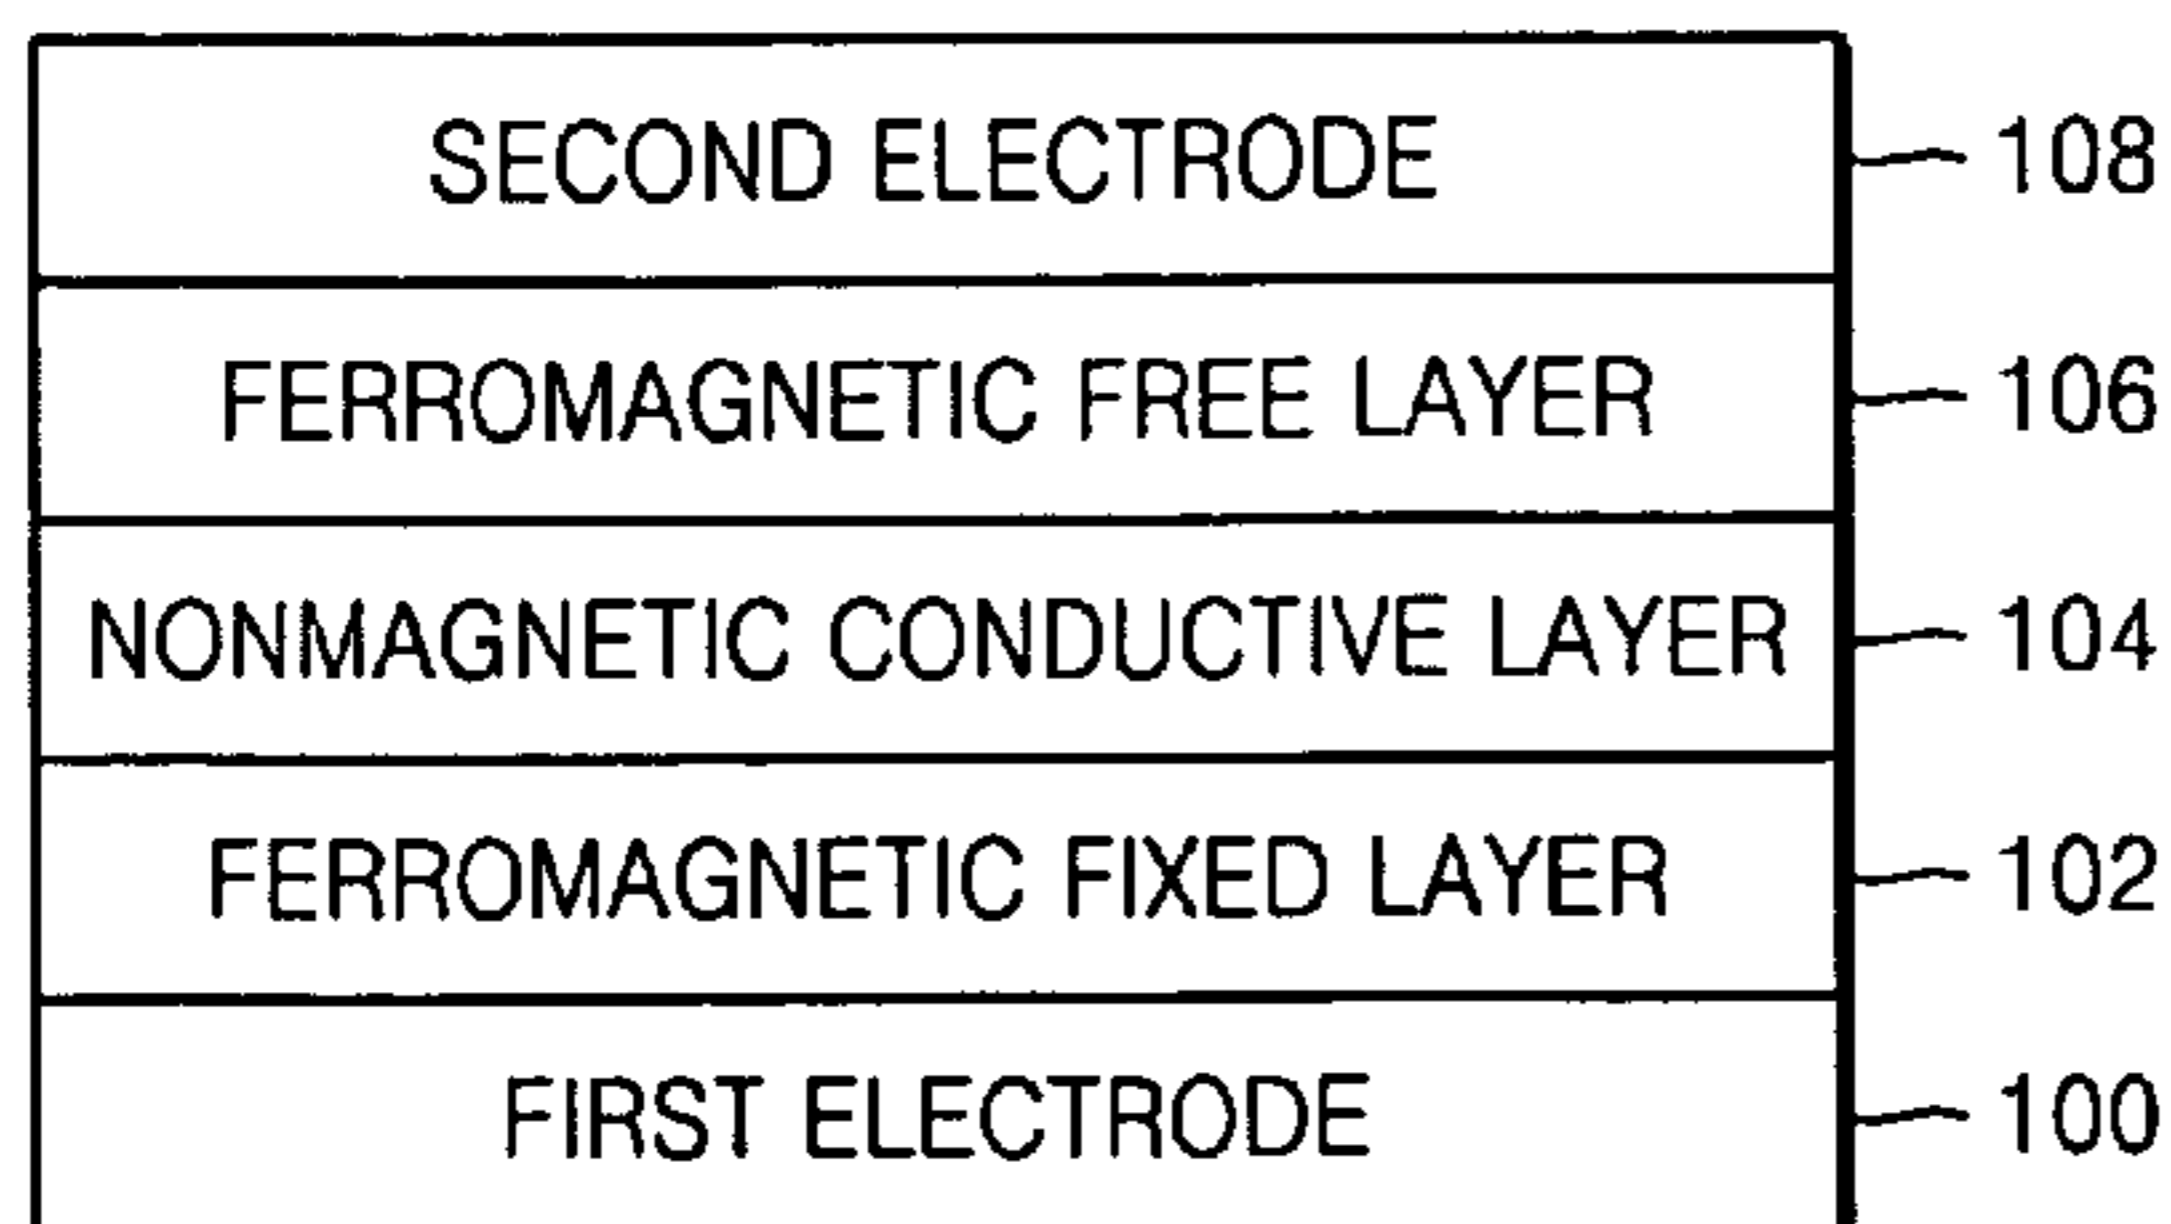 SECOND ELECTRODE 108
FERROMAGNETIC FREE LAYER 106
NONMAGNETIC CONDUCTIVE LAYER 104
FERROMAGNETIC FIXED LAYER 102
FIRST ELECTRODE 100